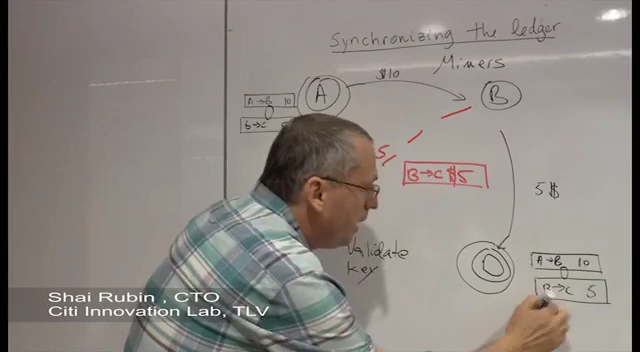 Synchronizing the ledger
Miners
$10
A
B
A→B 10
B→C
5
B→C $5
5$
Validate
key
D
A→B 10
B→C 5
Shai Rubin , CTO
Citi Innovation Lab, TLV